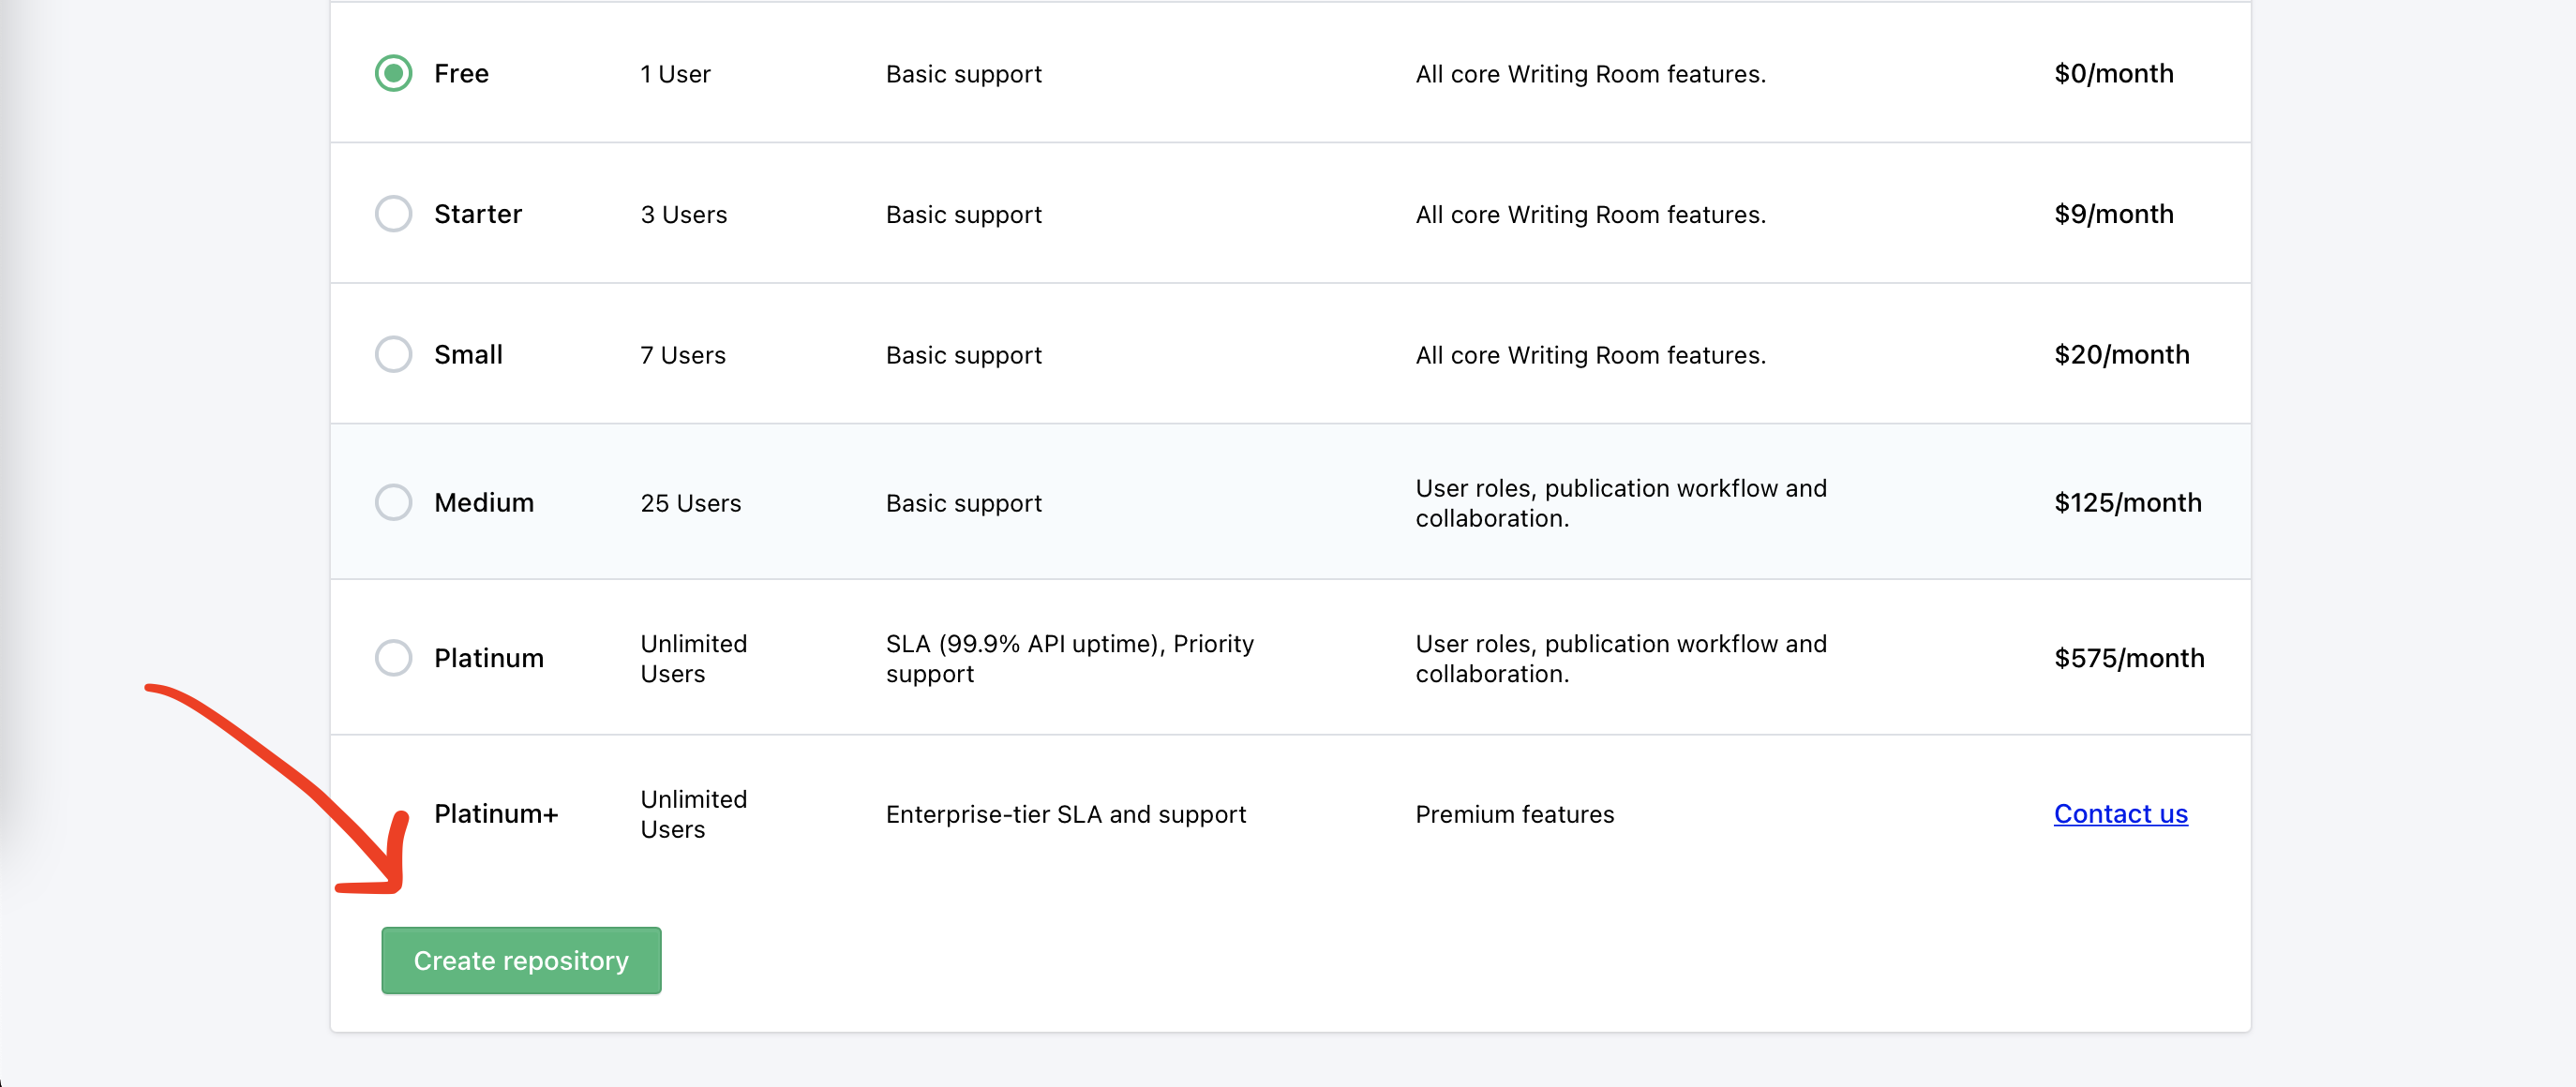 Free 1 User Basic support All core Writing Room features. $0/month
Starter 3 Users Basic support All core Writing Room features. $9/month
Small 7 Users Basic support All core Writing Room features. $20/month
Medium 25 Users Basic support User roles, publication workflow and collaboration. $125/month
Platinum Unlimited Users SLA (99.9% API uptime), Priority support User roles, publication workflow and collaboration. $575/month
Platinum+ Unlimited Users Enterprise-tier SLA and support Premium features Contact us
Create repository